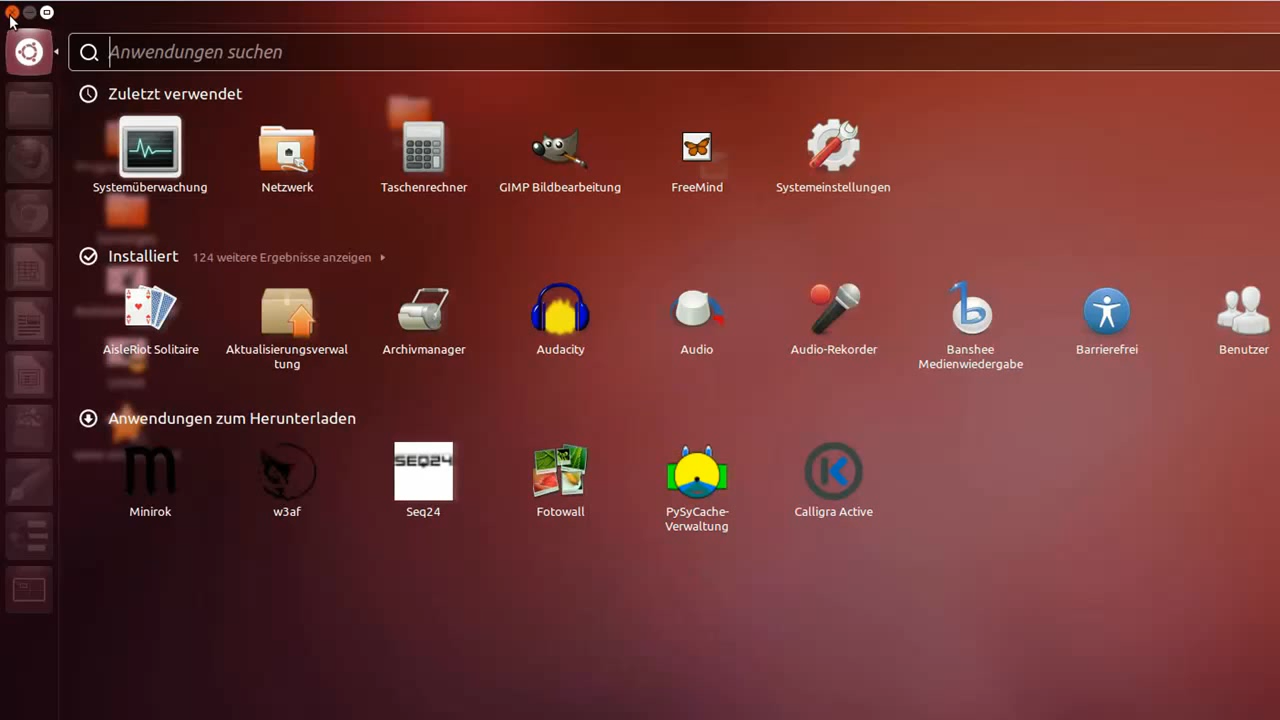 Anwendungen suchen
Zuletzt verwendet
Systemüberwachung
Netzwerk
Taschenrechner
GIMP Bildbearbeitung
FreeMind
Systemeinstellungen
Installiert
124 weitere Ergebnisse anzeigen
AisleRiot Solitaire
Aktualisierungsverwal
tung
Archivmanager
Audacity
Audio
Audio-Rekorder
Banshee
Medienwiedergabe
Barrierefrei
Benutzer
Anwendungen zum Herunterladen
m
SEQ24
Minirok
w3af
Seq24
Fotowall
PySyCache-
Verwaltung
Calligra Active